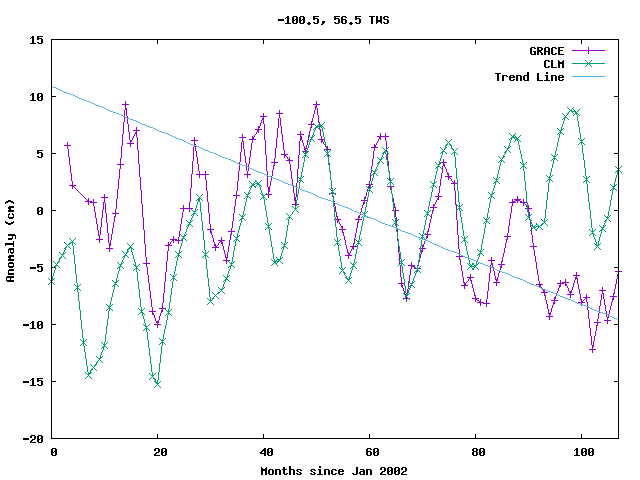 -100.5, 56.5 TWS
GRACE
CLM
Trend Line
15
10
5
0
-5
-10
-15
-20
Anomaly (cm)
0 20 40 60 80 100
Months since Jan 2002